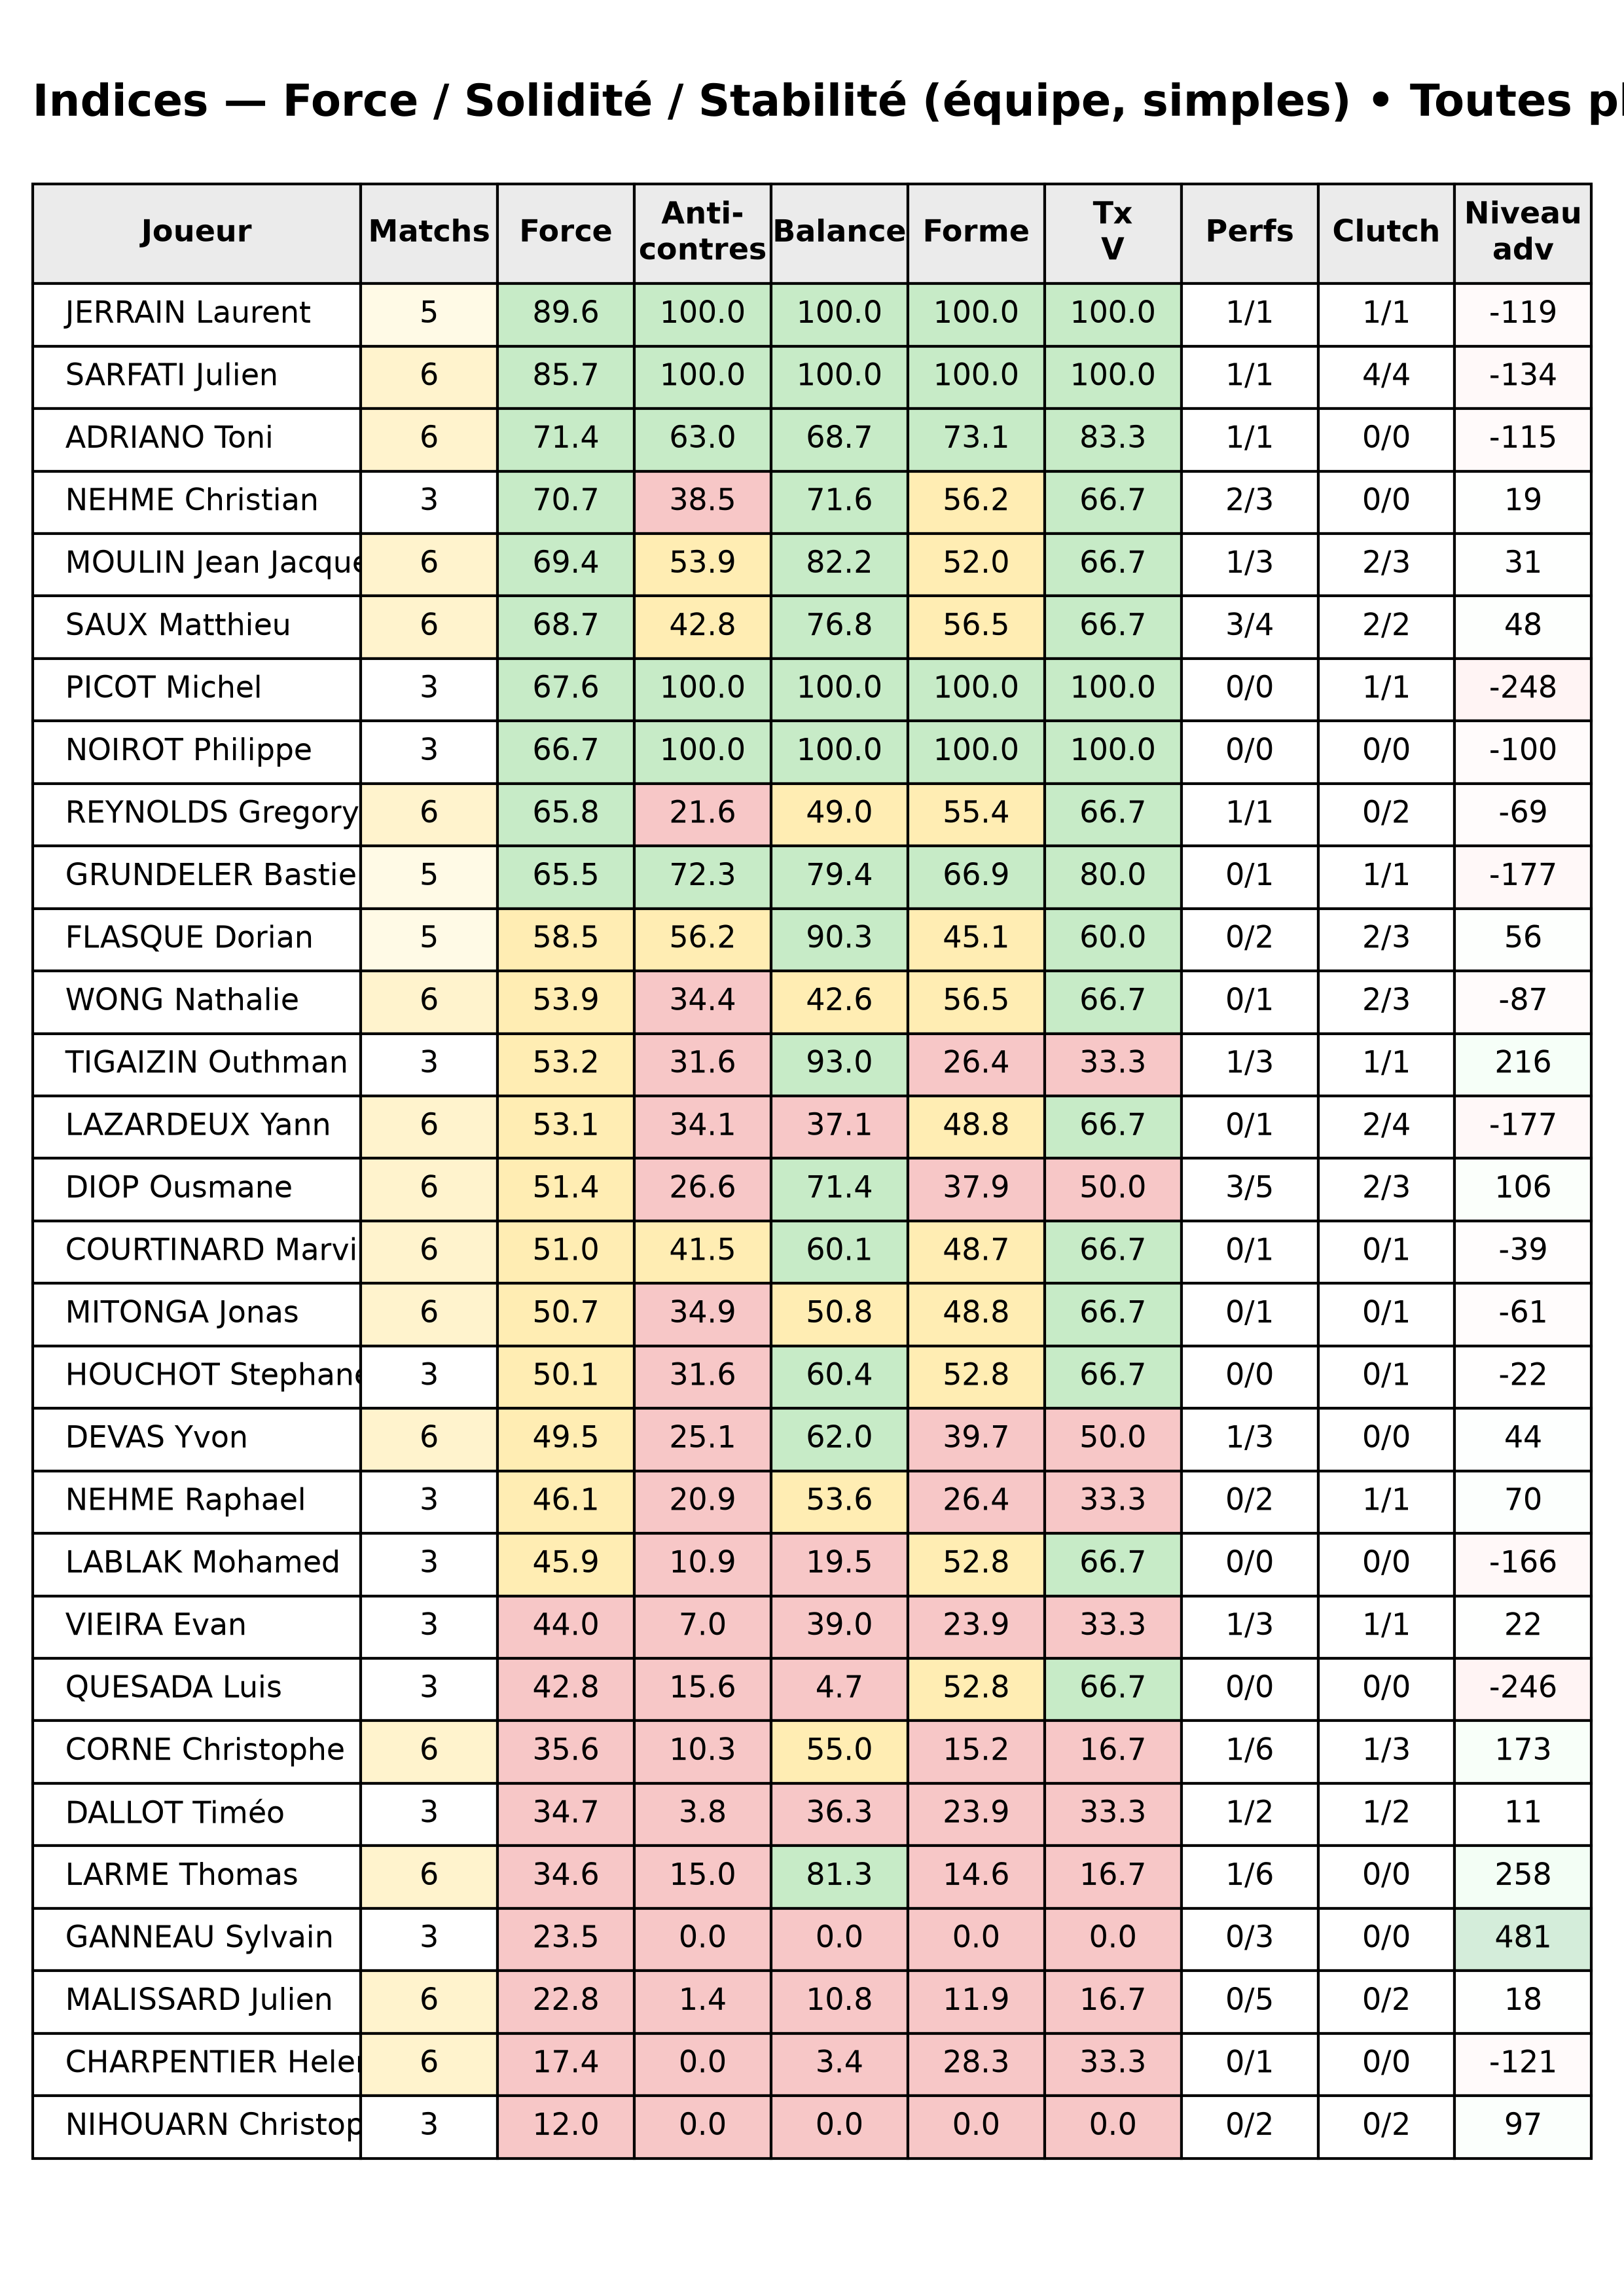 Indices — Force / Solidité / Stabilité (équipe, simples) • Toutes pl
Joueur Matchs Force Anti-contres Balance Forme Tx V Perfs Clutch Niveau adv
JERRAIN Laurent 5 89.6 100.0 100.0 100.0 100.0 1/1 1/1 -119
SARFATI Julien 6 85.7 100.0 100.0 100.0 100.0 1/1 4/4 -134
ADRIANO Toni 6 71.4 63.0 68.7 73.1 83.3 1/1 0/0 -115
NEHME Christian 3 70.7 38.5 71.6 56.2 66.7 2/3 0/0 19
MOULIN Jean Jacque 6 69.4 53.9 82.2 52.0 66.7 1/3 2/3 31
SAUX Matthieu 6 68.7 42.8 76.8 56.5 66.7 3/4 2/2 48
PICOT Michel 3 67.6 100.0 100.0 100.0 100.0 0/0 1/1 -248
NOIROT Philippe 3 66.7 100.0 100.0 100.0 100.0 0/0 0/0 -100
REYNOLDS Gregory 6 65.8 21.6 49.0 55.4 66.7 1/1 0/2 -69
GRUNDELER Bastie 5 65.5 72.3 79.4 66.9 80.0 0/1 1/1 -177
FLASQUE Dorian 5 58.5 56.2 90.3 45.1 60.0 0/2 2/3 56
WONG Nathalie 6 53.9 34.4 42.6 56.5 66.7 0/1 2/3 -87
TIGAIZIN Outhman 3 53.2 31.6 93.0 26.4 33.3 1/3 1/1 216
LAZARDEUX Yann 6 53.1 34.1 37.1 48.8 66.7 0/1 2/4 -177
DIOP Ousmane 6 51.4 26.6 71.4 37.9 50.0 3/5 2/3 106
COURTINARD Marvi 6 51.0 41.5 60.1 48.7 66.7 0/1 0/1 -39
MITONGA Jonas 6 50.7 34.9 50.8 48.8 66.7 0/1 0/1 -61
HOUCHOT Stephane 3 50.1 31.6 60.4 52.8 66.7 0/0 0/1 -22
DEVAS Yvon 6 49.5 25.1 62.0 39.7 50.0 1/3 0/0 44
NEHME Raphael 3 46.1 20.9 53.6 26.4 33.3 0/2 1/1 70
LABLAK Mohamed 3 45.9 10.9 19.5 52.8 66.7 0/0 0/0 -166
VIEIRA Evan 3 44.0 7.0 39.0 23.9 33.3 1/3 1/1 22
QUESADA Luis 3 42.8 15.6 4.7 52.8 66.7 0/0 0/0 -246
CORNE Christophe 6 35.6 10.3 55.0 15.2 16.7 1/6 1/3 173
DALLOT Timéo 3 34.7 3.8 36.3 23.9 33.3 1/2 1/2 11
LARME Thomas 6 34.6 15.0 81.3 14.6 16.7 1/6 0/0 258
GANNEAU Sylvain 3 23.5 0.0 0.0 0.0 0.0 0/3 0/0 481
MALISSARD Julien 6 22.8 1.4 10.8 11.9 16.7 0/5 0/2 18
CHARPENTIER Heler 6 17.4 0.0 3.4 28.3 33.3 0/1 0/0 -121
NIHOUARN Christop 3 12.0 0.0 0.0 0.0 0.0 0/2 0/2 97